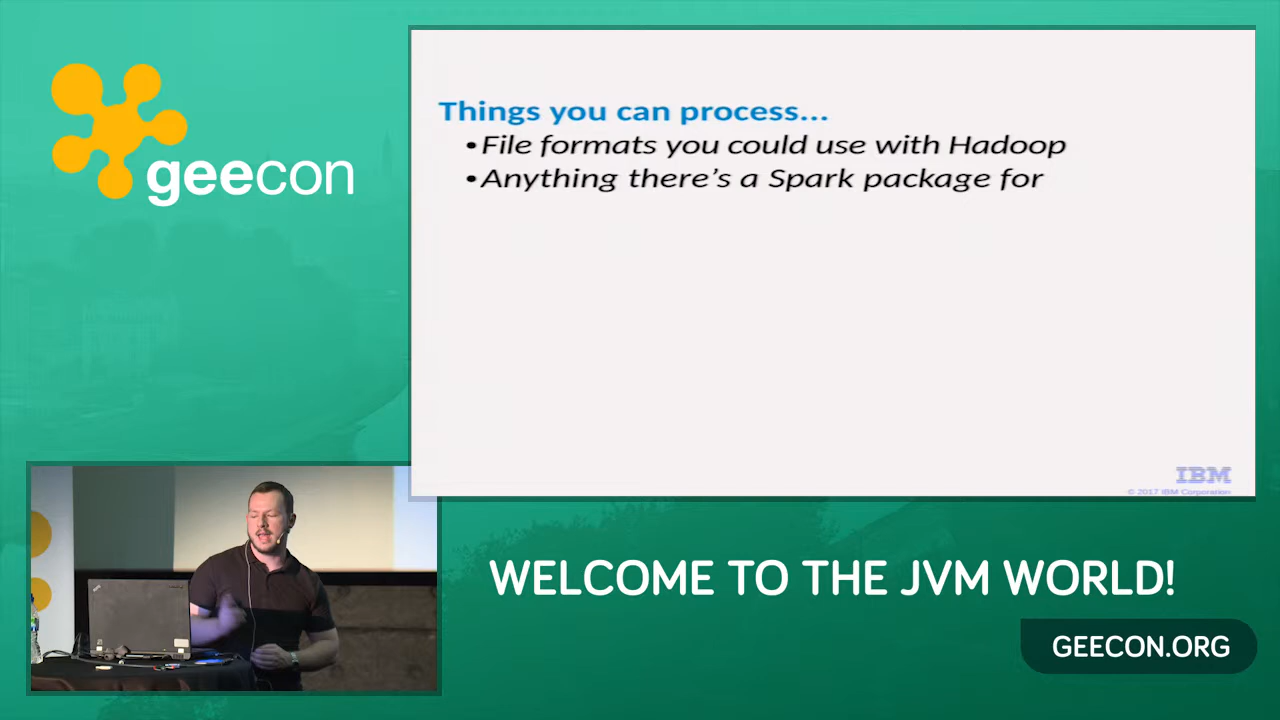 geecon
Things you can process...
•File formats you could use with Hadoop
•Anything there's a Spark package for
IBM
© 2017 IBM Corporation
WELCOME TO THE JVM WORLD!
GEECON.ORG